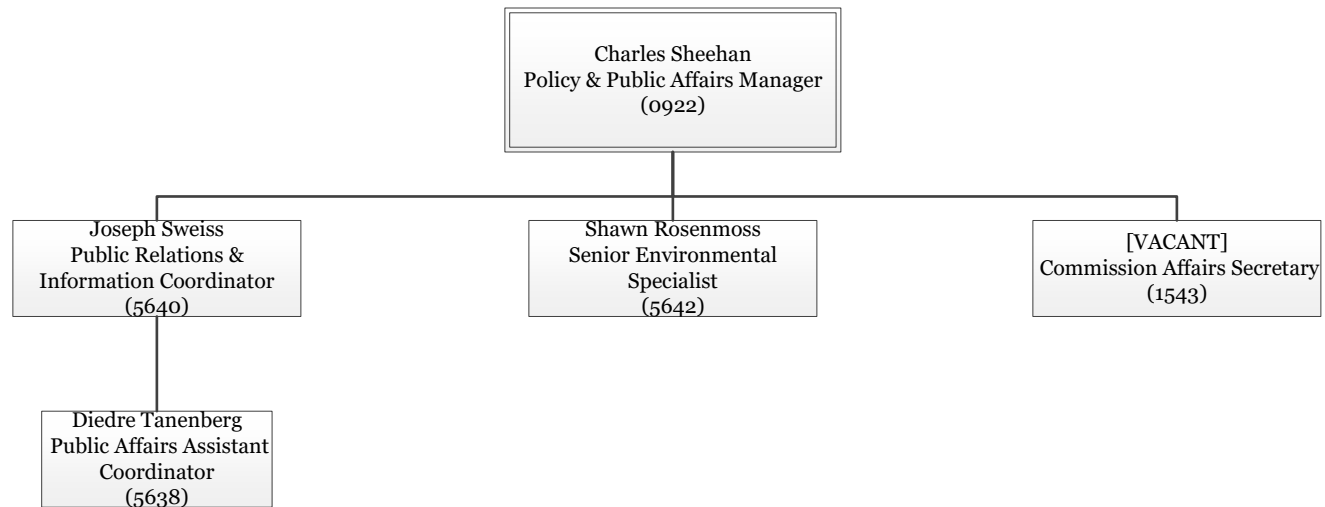 Charles Sheehan
Policy & Public Affairs Manager
(0922)
Joseph Sweiss
Public Relations &
Information Coordinator
(5640)
Shawn Rosenmoss
Senior Environmental
Specialist
(5642)
[VACANT]
Commission Affairs Secretary
(1543)
Diedre Tanenberg
Public Affairs Assistant
Coordinator
(5638)